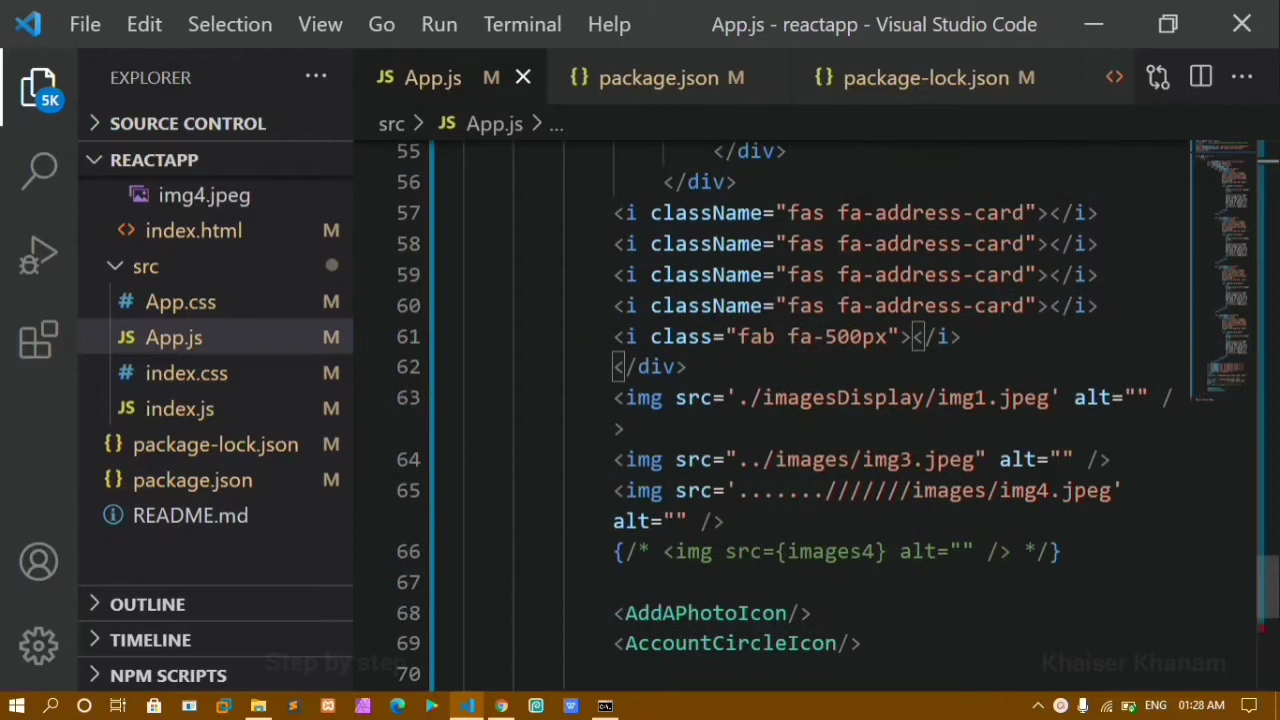 File Edit Selection View Go Run Terminal Help App.js - reactapp - Visual Studio Code
EXPLORER
5K
SOURCE CONTROL
REACTAPP
img4.jpeg
index.html M
src
App.css M
JS App.js M
index.css M
JS index.js M
package-lock.json M
package.json M
README.md
OUTLINE
TIMELINE
NPM SCRIPTS
JS App.js M
{} package.json M
{} package-lock.json M
src > JS App.js > ...
55 </div>
56 </div>
57 <i className="fas fa-address-card"></i>
58 <i className="fas fa-address-card"></i>
59 <i className="fas fa-address-card"></i>
60 <i className="fas fa-address-card"></i>
61 <i class="fab fa-500px"></i>
62 </div>
63 <img src='./imagesDisplay/img1.jpeg' alt="" /
>
64 <img src="../images/img3.jpeg" alt="" />
65 <img src='.......///////images/img4.jpeg'
alt="" />
66 {/* <img src={images4} alt="" /> */}
67
68 <AddAPhotoIcon/>
69 <AccountCircleIcon/>
70
Step by step
Khaiser Khanam
ENG 01:28 AM